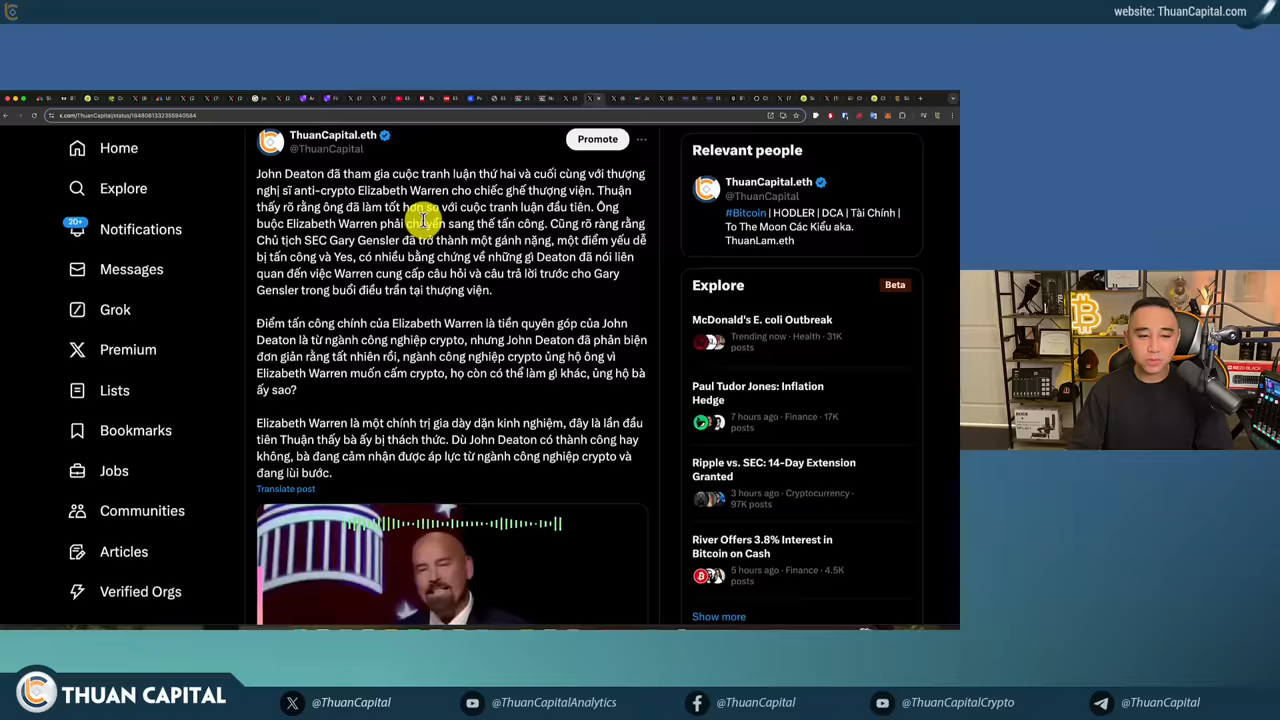 website: ThuanCapital.com
x.com/ThuanCapital/status/1848081332355940584
Home
Explore
20+
Notifications
Messages
Grok
Premium
Lists
Bookmarks
Jobs
Communities
Articles
Verified Orgs
ThuanCapital.eth
@ThuanCapital
Promote
John Deaton đã tham gia cuộc tranh luận thứ hai và cuối cùng với thượng
nghị sĩ anti-crypto Elizabeth Warren cho chiếc ghế thượng viện. Thuận
thấy rõ rằng ông đã làm tốt hơn so với cuộc tranh luận đầu tiên. Ông
buộc Elizabeth Warren phải chuyển sang thế tấn công. Cũng rõ ràng rằng
Chủ tịch SEC Gary Gensler đã trở thành một gánh nặng, một điểm yếu dễ
bị tấn công và Yes, có nhiều bằng chứng về những gì Deaton đã nói liên
quan đến việc Warren cung cấp câu hỏi và câu trả lời trước cho Gary
Gensler trong buổi điều trần tại thượng viện.
Điểm tấn công chính của Elizabeth Warren là tiền quyên góp của John
Deaton là từ ngành công nghiệp crypto, nhưng John Deaton đã phản biện
đơn giản rằng tất nhiên rồi, ngành công nghiệp crypto ủng hộ ông vì
Elizabeth Warren muốn cấm crypto, họ còn có thể làm gì khác, ủng hộ bà
ấy sao?
Elizabeth Warren là một chính trị gia dày dặn kinh nghiệm, đây là lần đầu
tiên Thuận thấy bà ấy bị thách thức. Dù John Deaton có thành công hay
không, bà đang cảm nhận được áp lực từ ngành công nghiệp crypto và
đang lùi bước.
Translate post
Relevant people
ThuanCapital.eth
@ThuanCapital
#Bitcoin | HODLER | DCA | Tài Chính |
To The Moon Các Kiểu aka.
ThuanLam.eth
Explore
Beta
McDonald's E. coli Outbreak
Trending now · Health · 31K
posts
Paul Tudor Jones: Inflation
Hedge
7 hours ago · Finance · 17K
posts
Ripple vs. SEC: 14-Day Extension
Granted
3 hours ago · Cryptocurrency ·
97K posts
River Offers 3.8% Interest in
Bitcoin on Cash
5 hours ago · Finance · 4.5K
posts
Show more
THUAN CAPITAL
@ThuanCapital
@ThuanCapitalAnalytics
@ThuanCapital
@ThuanCapitalCrypto
@ThuanCapital